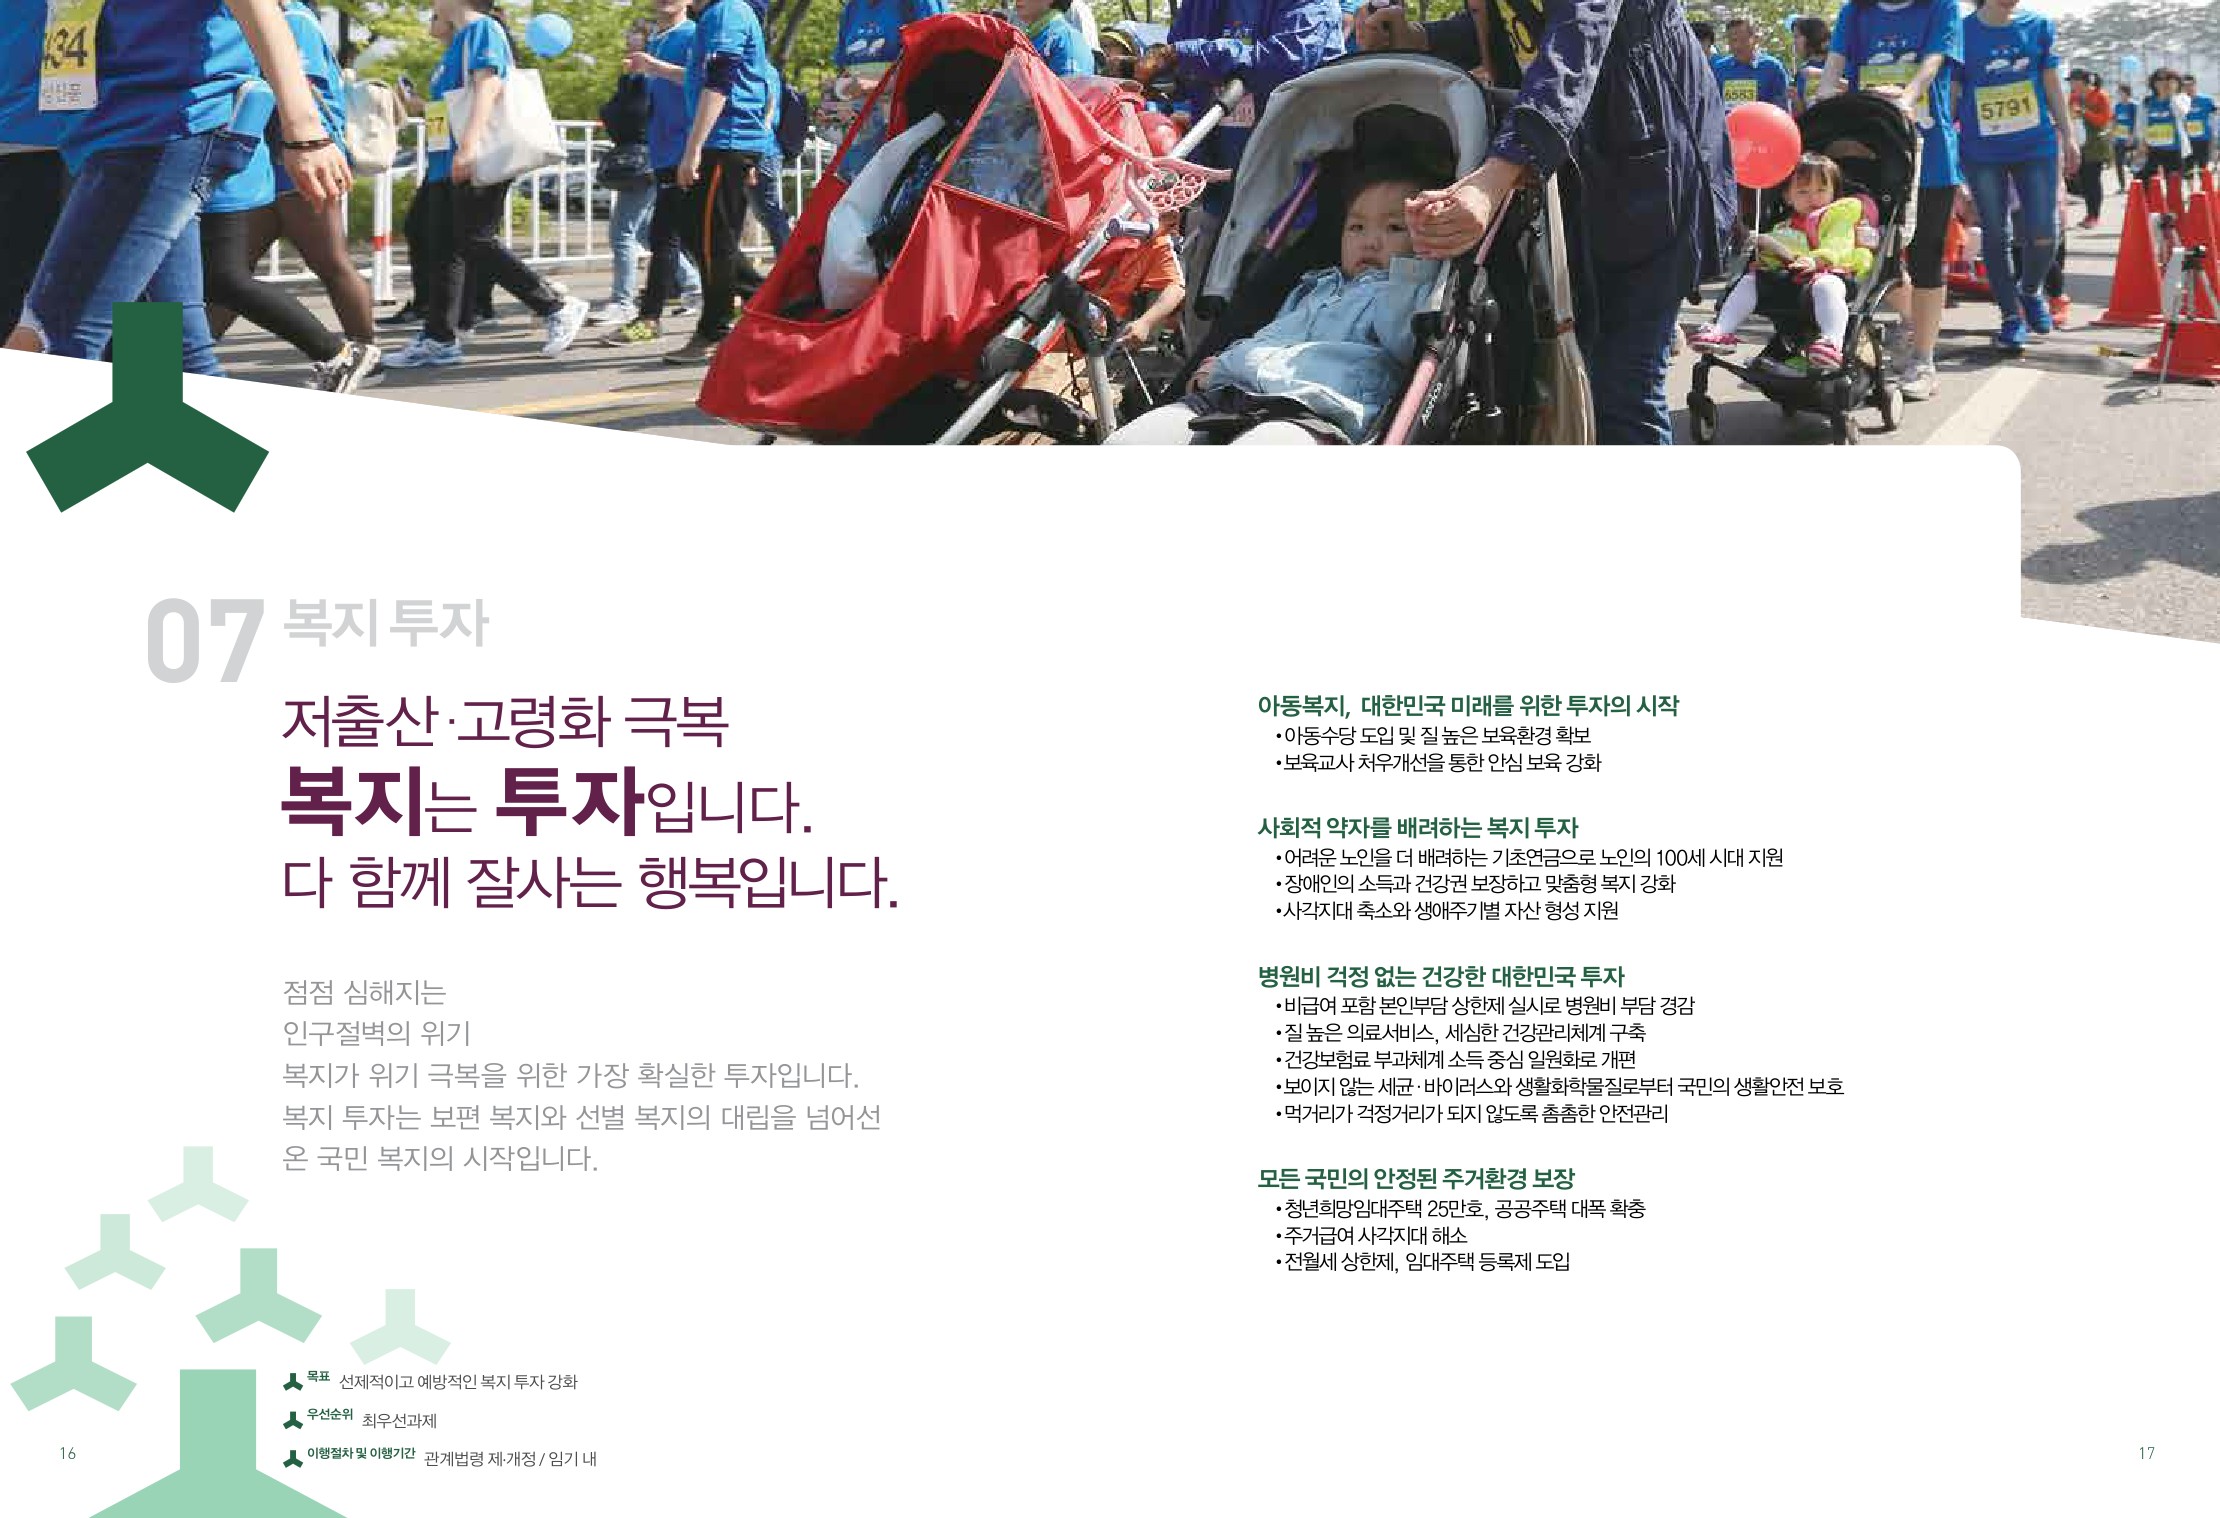 434
5583
5791
Aprica
07 복지 투자
저출산·고령화 극복
복지는 투자입니다.
다 함께 잘사는 행복입니다.
점점 심해지는
인구절벽의 위기
복지가 위기 극복을 위한 가장 확실한 투자입니다.
복지 투자는 보편 복지와 선별 복지의 대립을 넘어선
온 국민 복지의 시작입니다.
목표 선제적이고 예방적인 복지 투자 강화
우선순위 최우선과제
이행절차 및 이행기간 관계법령 제·개정 / 임기 내
16
아동복지, 대한민국 미래를 위한 투자의 시작
•아동수당 도입 및 질 높은 보육환경 확보
•보육교사 처우개선을 통한 안심 보육 강화
사회적 약자를 배려하는 복지 투자
•어려운 노인을 더 배려하는 기초연금으로 노인의 100세 시대 지원
•장애인의 소득과 건강권 보장하고 맞춤형 복지 강화
•사각지대 축소와 생애주기별 자산 형성 지원
병원비 걱정 없는 건강한 대한민국 투자
•비급여 포함 본인부담 상한제 실시로 병원비 부담 경감
•질 높은 의료서비스, 세심한 건강관리체계 구축
•건강보험료 부과체계 소득 중심 일원화로 개편
•보이지 않는 세균·바이러스와 생활화학물질로부터 국민의 생활안전 보호
•먹거리가 걱정거리가 되지 않도록 촘촘한 안전관리
모든 국민의 안정된 주거환경 보장
•청년희망임대주택 25만호, 공공주택 대폭 확충
•주거급여 사각지대 해소
•전월세 상한제, 임대주택 등록제 도입
17